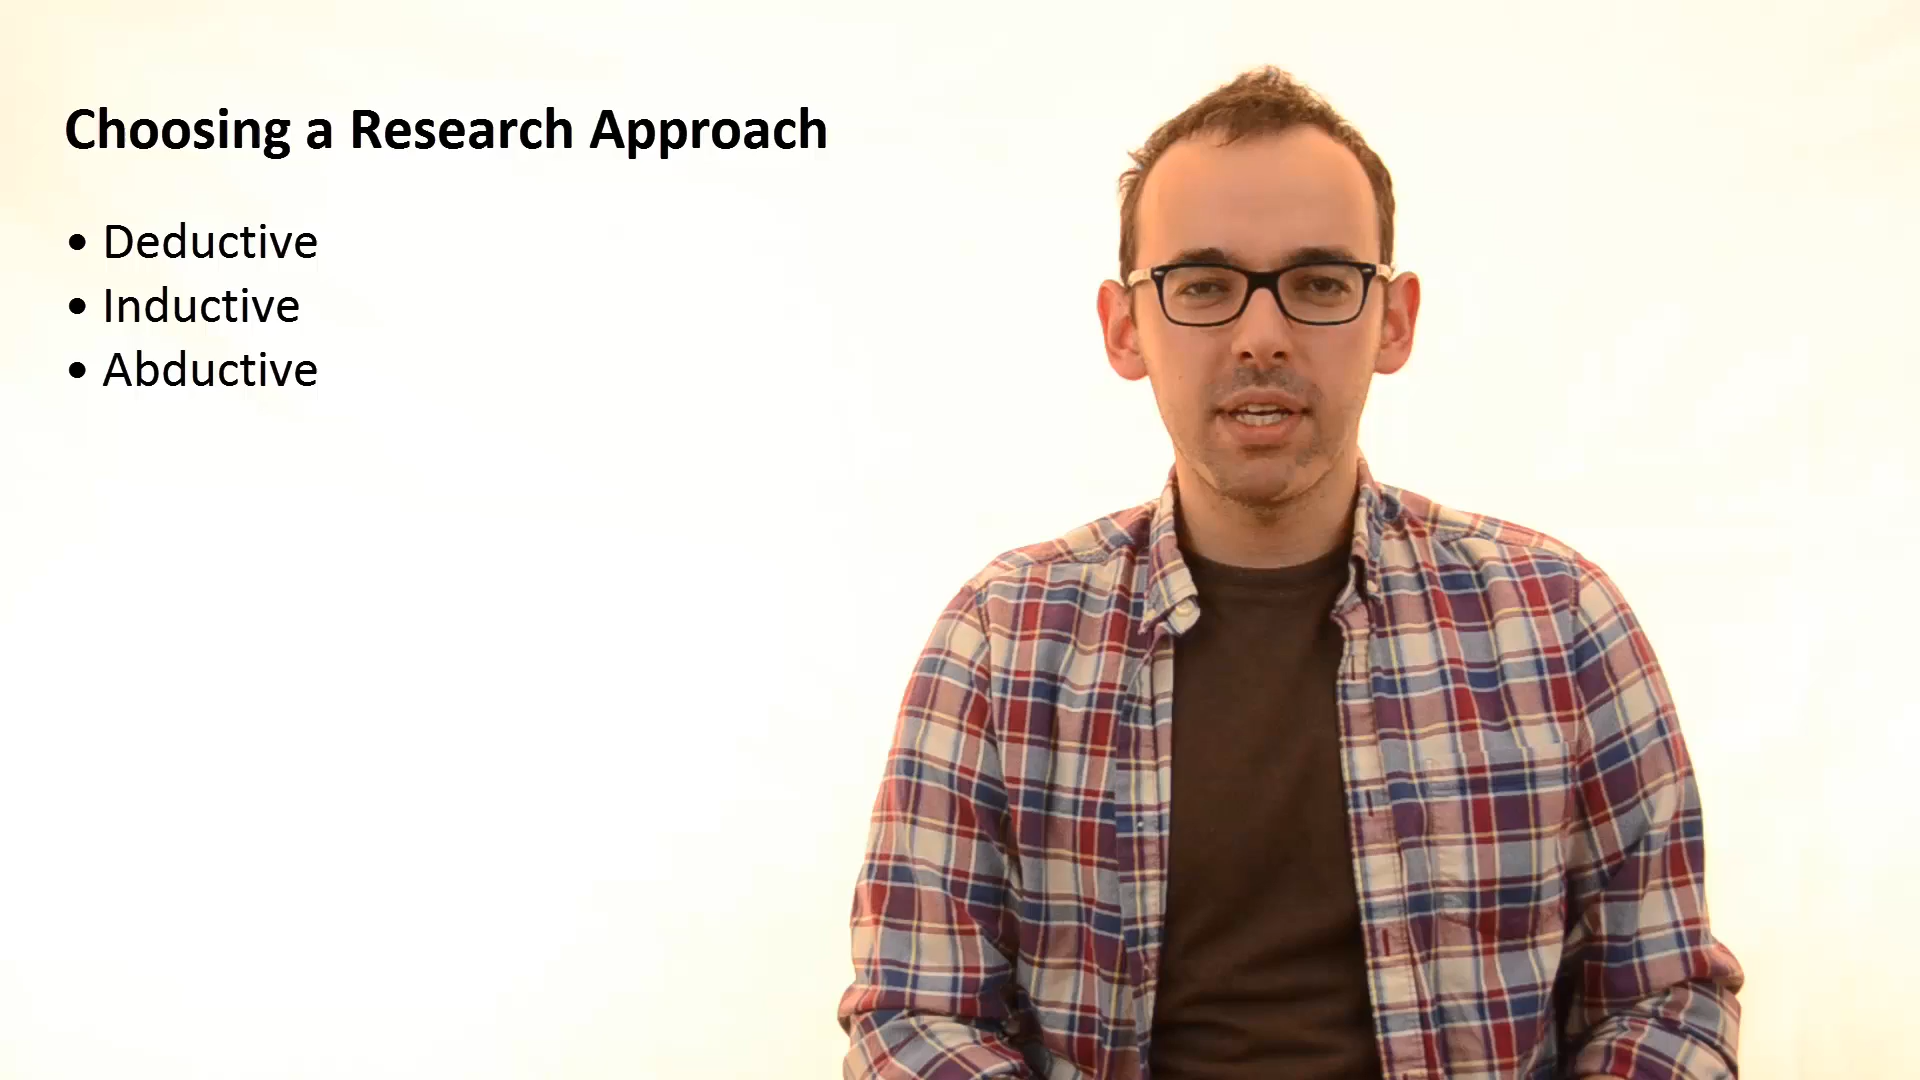 Choosing a Research Approach
• Deductive
• Inductive
• Abductive